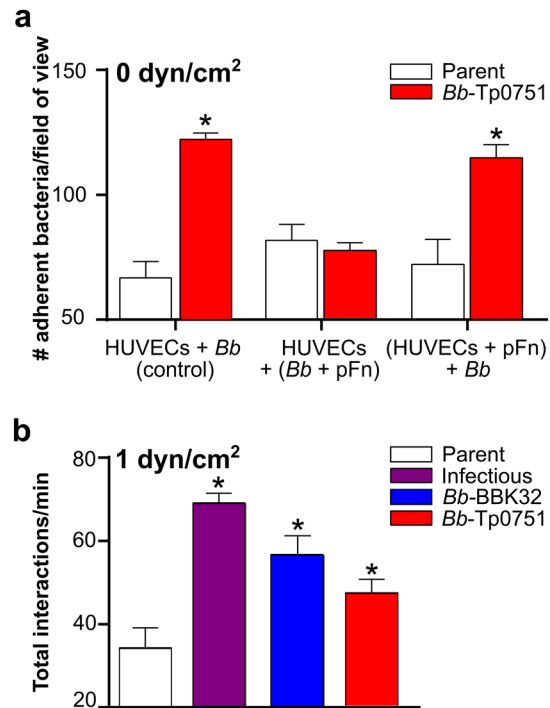 a
0 dyn/cm²
Parent
Bb-Tp0751
# adherent bacteria/field of view
150
100
50
*
*
HUVECs + Bb
(control)
HUVECs
+ (Bb + pFn)
(HUVECs + pFn)
+ Bb
b
1 dyn/cm²
Parent
Infectious
Bb-BBK32
Bb-Tp0751
Total interactions/min
80
60
40
20
*
*
*